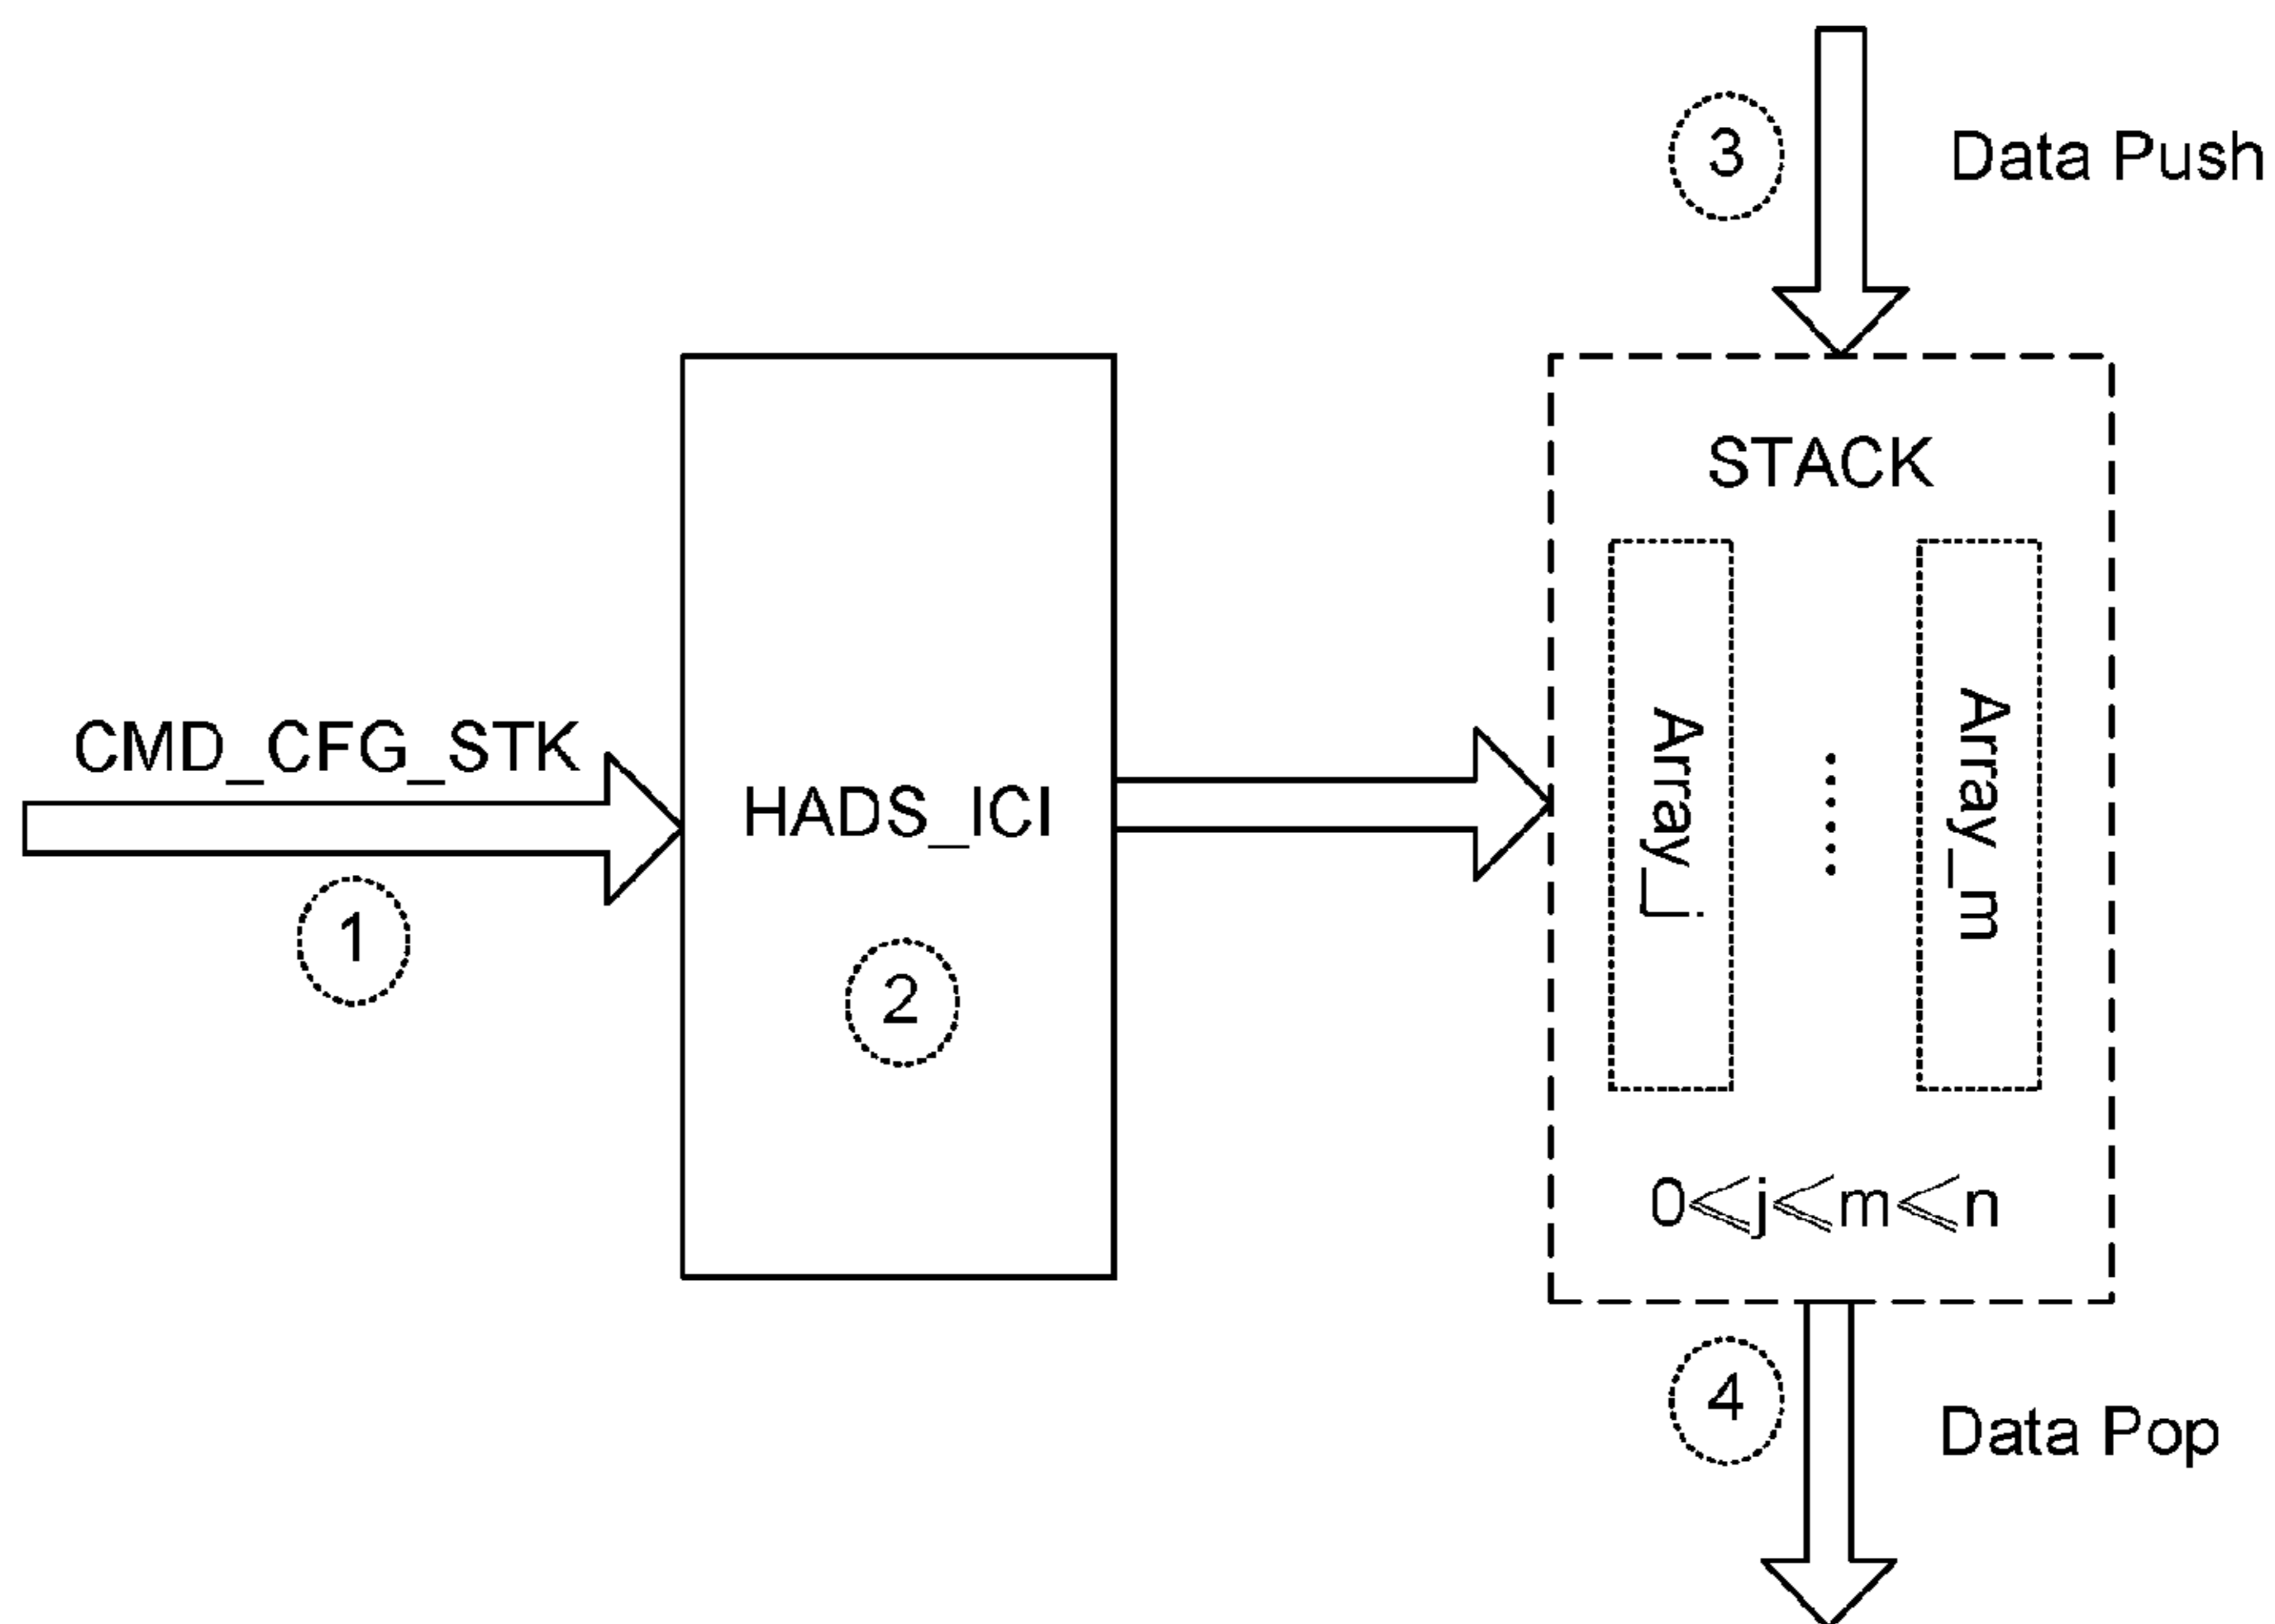 3
Data Push
STACK
CMD_CFG_STK
HADS_ICI
Array_j
......
Array_m
1
2
0⩽j⩽m⩽n
4
Data Pop